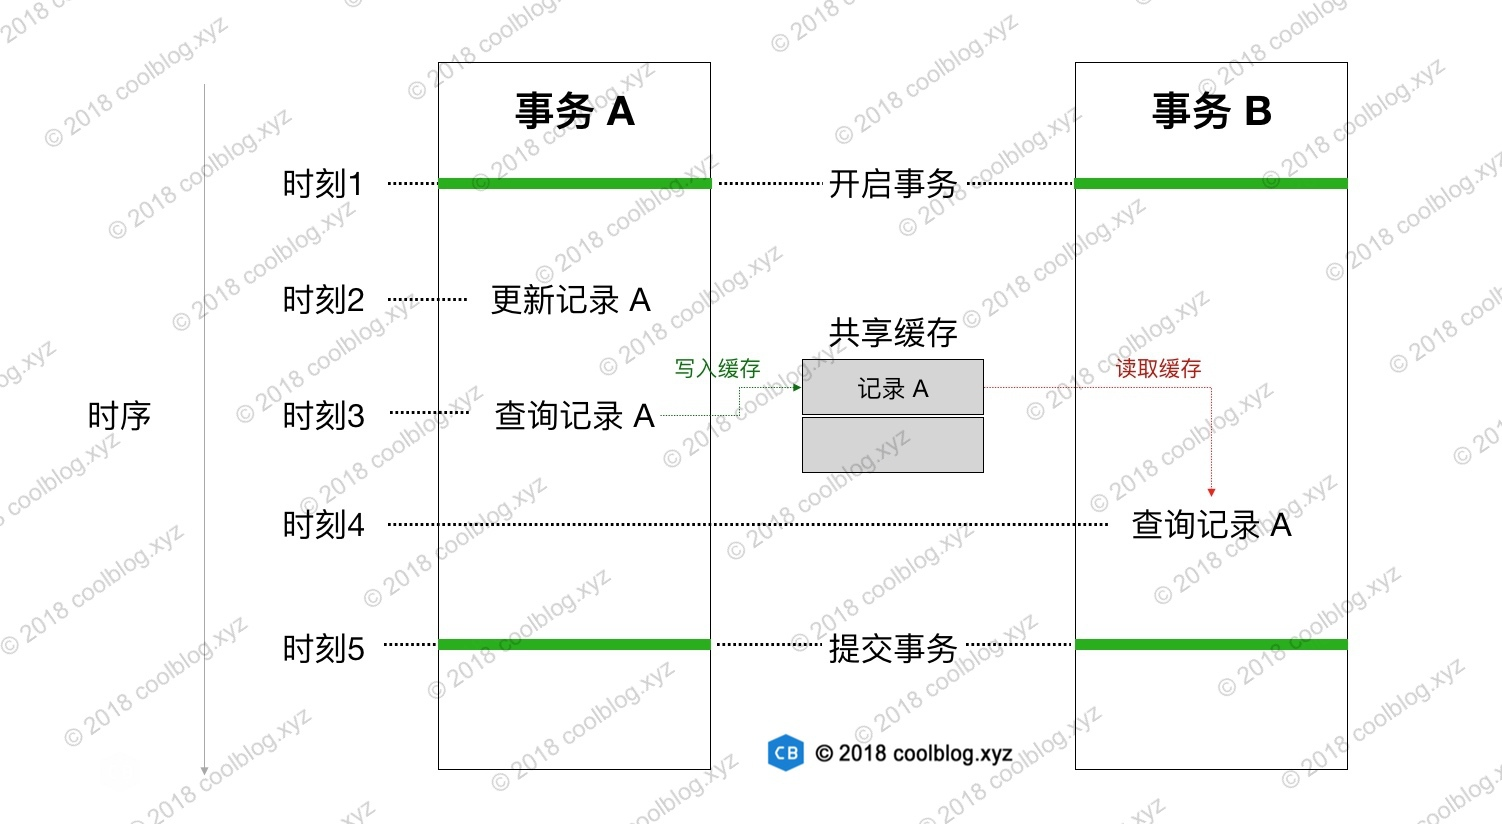 事务 A
事务 B
时刻1
开启事务
时刻2
更新记录 A
共享缓存
写入缓存
读取缓存
记录 A
时序
时刻3
查询记录 A
时刻4
查询记录 A
时刻5
提交事务
CB © 2018 coolblog.xyz
© 2018 coolblog.xyz